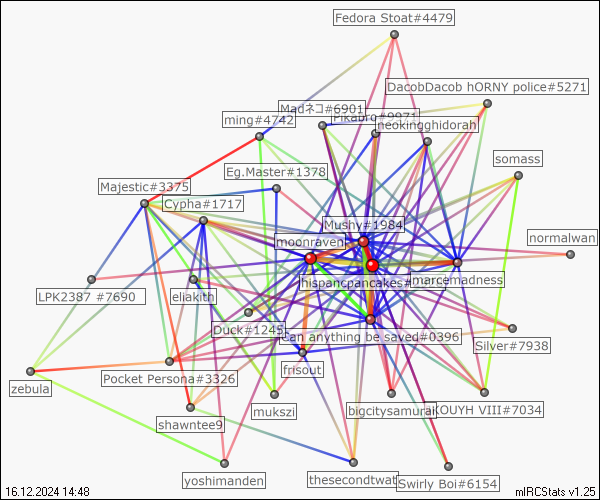 Fedora Stoat#4479
DacobDacob hORNY police#5271
Madネコ#6901
Pikabro#9971
ming#4742
neokingghidorah
somass
Eg.Master#1378
Majestic#3375
Cypha#1717
Mushy#1984
moonraven
normalwan
hispancpancakes#
marcemadness
LPK2387 #7690
eliakith
Duck#1245
can anything be saved#0396
Silver#7938
frisout
Pocket Persona#3326
zebula
mukszi
bigcitysamurai
KOUYH VIII#7034
shawntee9
yoshimanden
thesecondtwat
Swirly Boi#6154
16.12.2024 14:48
mIRCStats v1.25